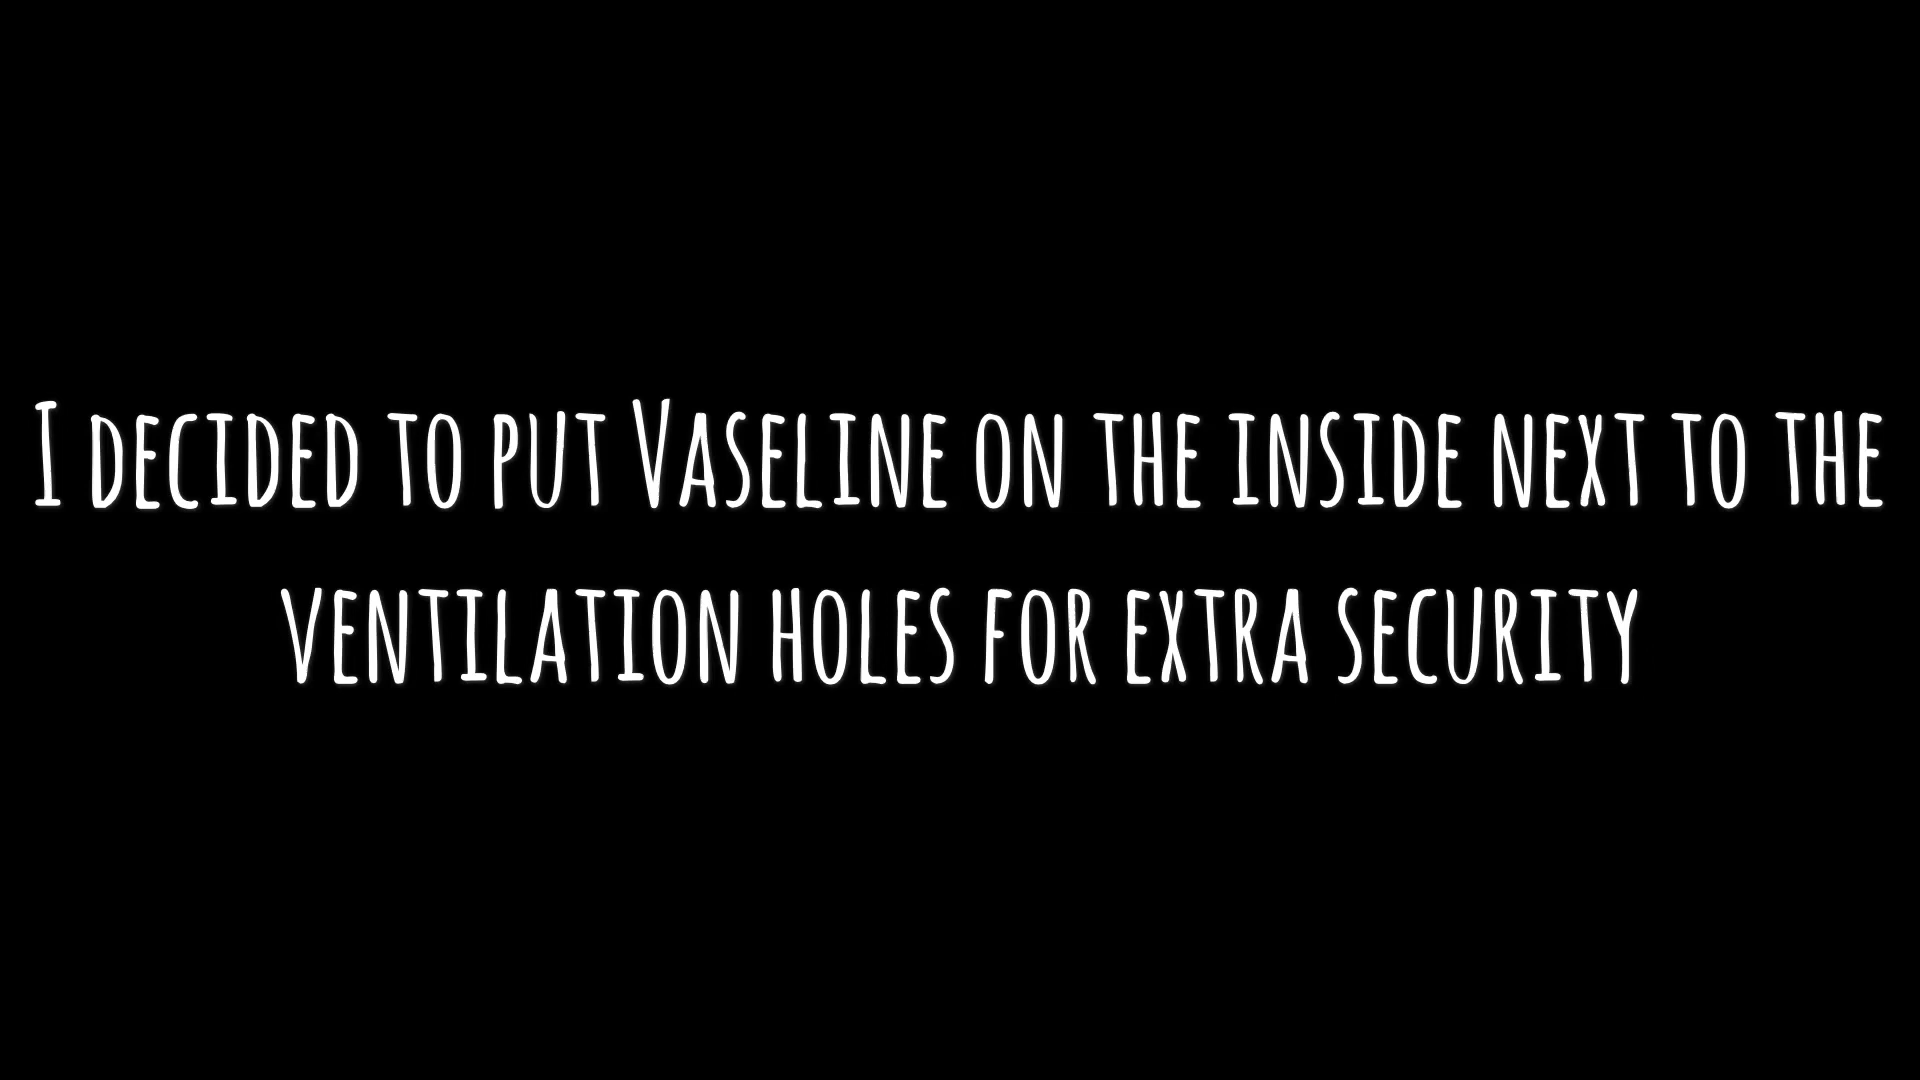 I decided to put Vaseline on the inside next to the
ventilation holes for extra security